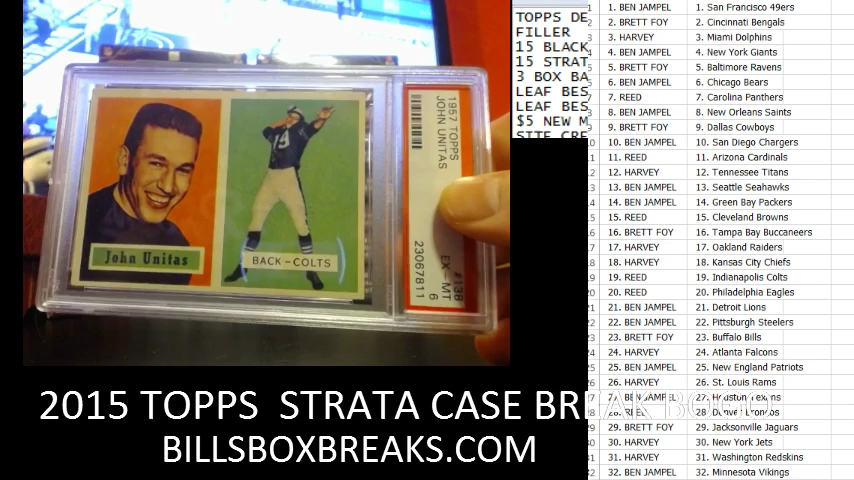 TOPPS DE
FILLER
15 BLACK
15 STRAT
3 BOX BA
LEAF BES
LEAF BES
$5 NEW M
SITE CRE
1957 TOPPS
JOHN UNITAS
#138
EX-MT 6
23067811
John Unitas
BACK-COLTS
19
2015 TOPPS STRATA CASE BREAK BO
BILLSBOXBREAKS.COM
1. BEN JAMPEL 1. San Francisco 49ers
2. BRETT FOY 2. Cincinnati Bengals
3. HARVEY 3. Miami Dolphins
4. BEN JAMPEL 4. New York Giants
5. BRETT FOY 5. Baltimore Ravens
6. BEN JAMPEL 6. Chicago Bears
7. REED 7. Carolina Panthers
8. BEN JAMPEL 8. New Orleans Saints
9. BRETT FOY 9. Dallas Cowboys
10. BEN JAMPEL 10. San Diego Chargers
11. REED 11. Arizona Cardinals
12. HARVEY 12. Tennessee Titans
13. BEN JAMPEL 13. Seattle Seahawks
14. BEN JAMPEL 14. Green Bay Packers
15. REED 15. Cleveland Browns
16. BRETT FOY 16. Tampa Bay Buccaneers
17. HARVEY 17. Oakland Raiders
18. HARVEY 18. Kansas City Chiefs
19. REED 19. Indianapolis Colts
20. REED 20. Philadelphia Eagles
21. BEN JAMPEL 21. Detroit Lions
22. BEN JAMPEL 22. Pittsburgh Steelers
23. BRETT FOY 23. Buffalo Bills
24. HARVEY 24. Atlanta Falcons
25. BEN JAMPEL 25. New England Patriots
26. HARVEY 26. St. Louis Rams
27. BEN JAMPEL 27. Houston Texans
28. REED 28. Denver Broncos
29. BRETT FOY 29. Jacksonville Jaguars
30. HARVEY 30. New York Jets
31. HARVEY 31. Washington Redskins
32. BEN JAMPEL 32. Minnesota Vikings